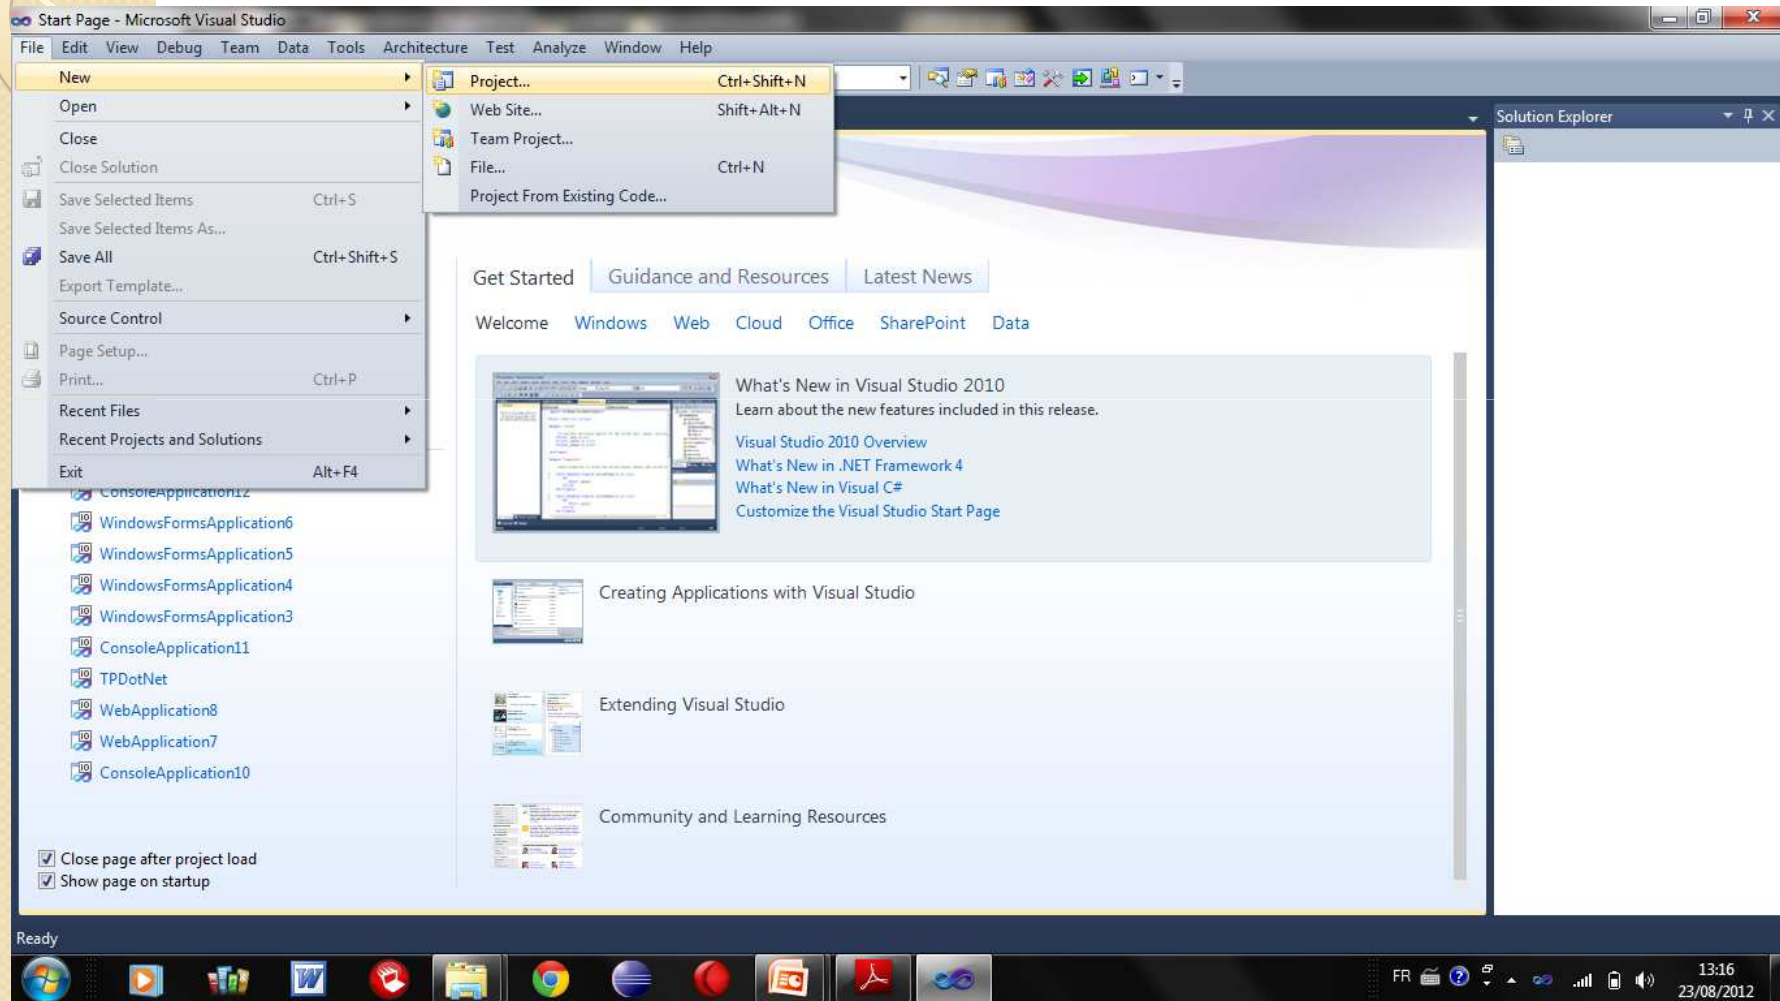 Start Page - Microsoft Visual Studio
File Edit View Debug Team Data Tools Architecture Test Analyze Window Help
New
Open
Close
Close Solution
Save Selected Items Ctrl+S
Save Selected Items As...
Save All Ctrl+Shift+S
Export Template...
Source Control
Page Setup...
Print... Ctrl+P
Recent Files
Recent Projects and Solutions
Exit Alt+F4
Project... Ctrl+Shift+N
Web Site... Shift+Alt+N
Team Project...
File... Ctrl+N
Project From Existing Code...
ConsoleApplication12
WindowsFormsApplication6
WindowsFormsApplication5
WindowsFormsApplication4
WindowsFormsApplication3
ConsoleApplication11
TPDotNet
WebApplication8
WebApplication7
ConsoleApplication10
Close page after project load
Show page on startup
Get Started Guidance and Resources Latest News
Welcome Windows Web Cloud Office SharePoint Data
What's New in Visual Studio 2010
Learn about the new features included in this release.
Visual Studio 2010 Overview
What's New in .NET Framework 4
What's New in Visual C#
Customize the Visual Studio Start Page
Creating Applications with Visual Studio
Extending Visual Studio
Community and Learning Resources
Solution Explorer
Ready
FR
13:16
23/08/2012